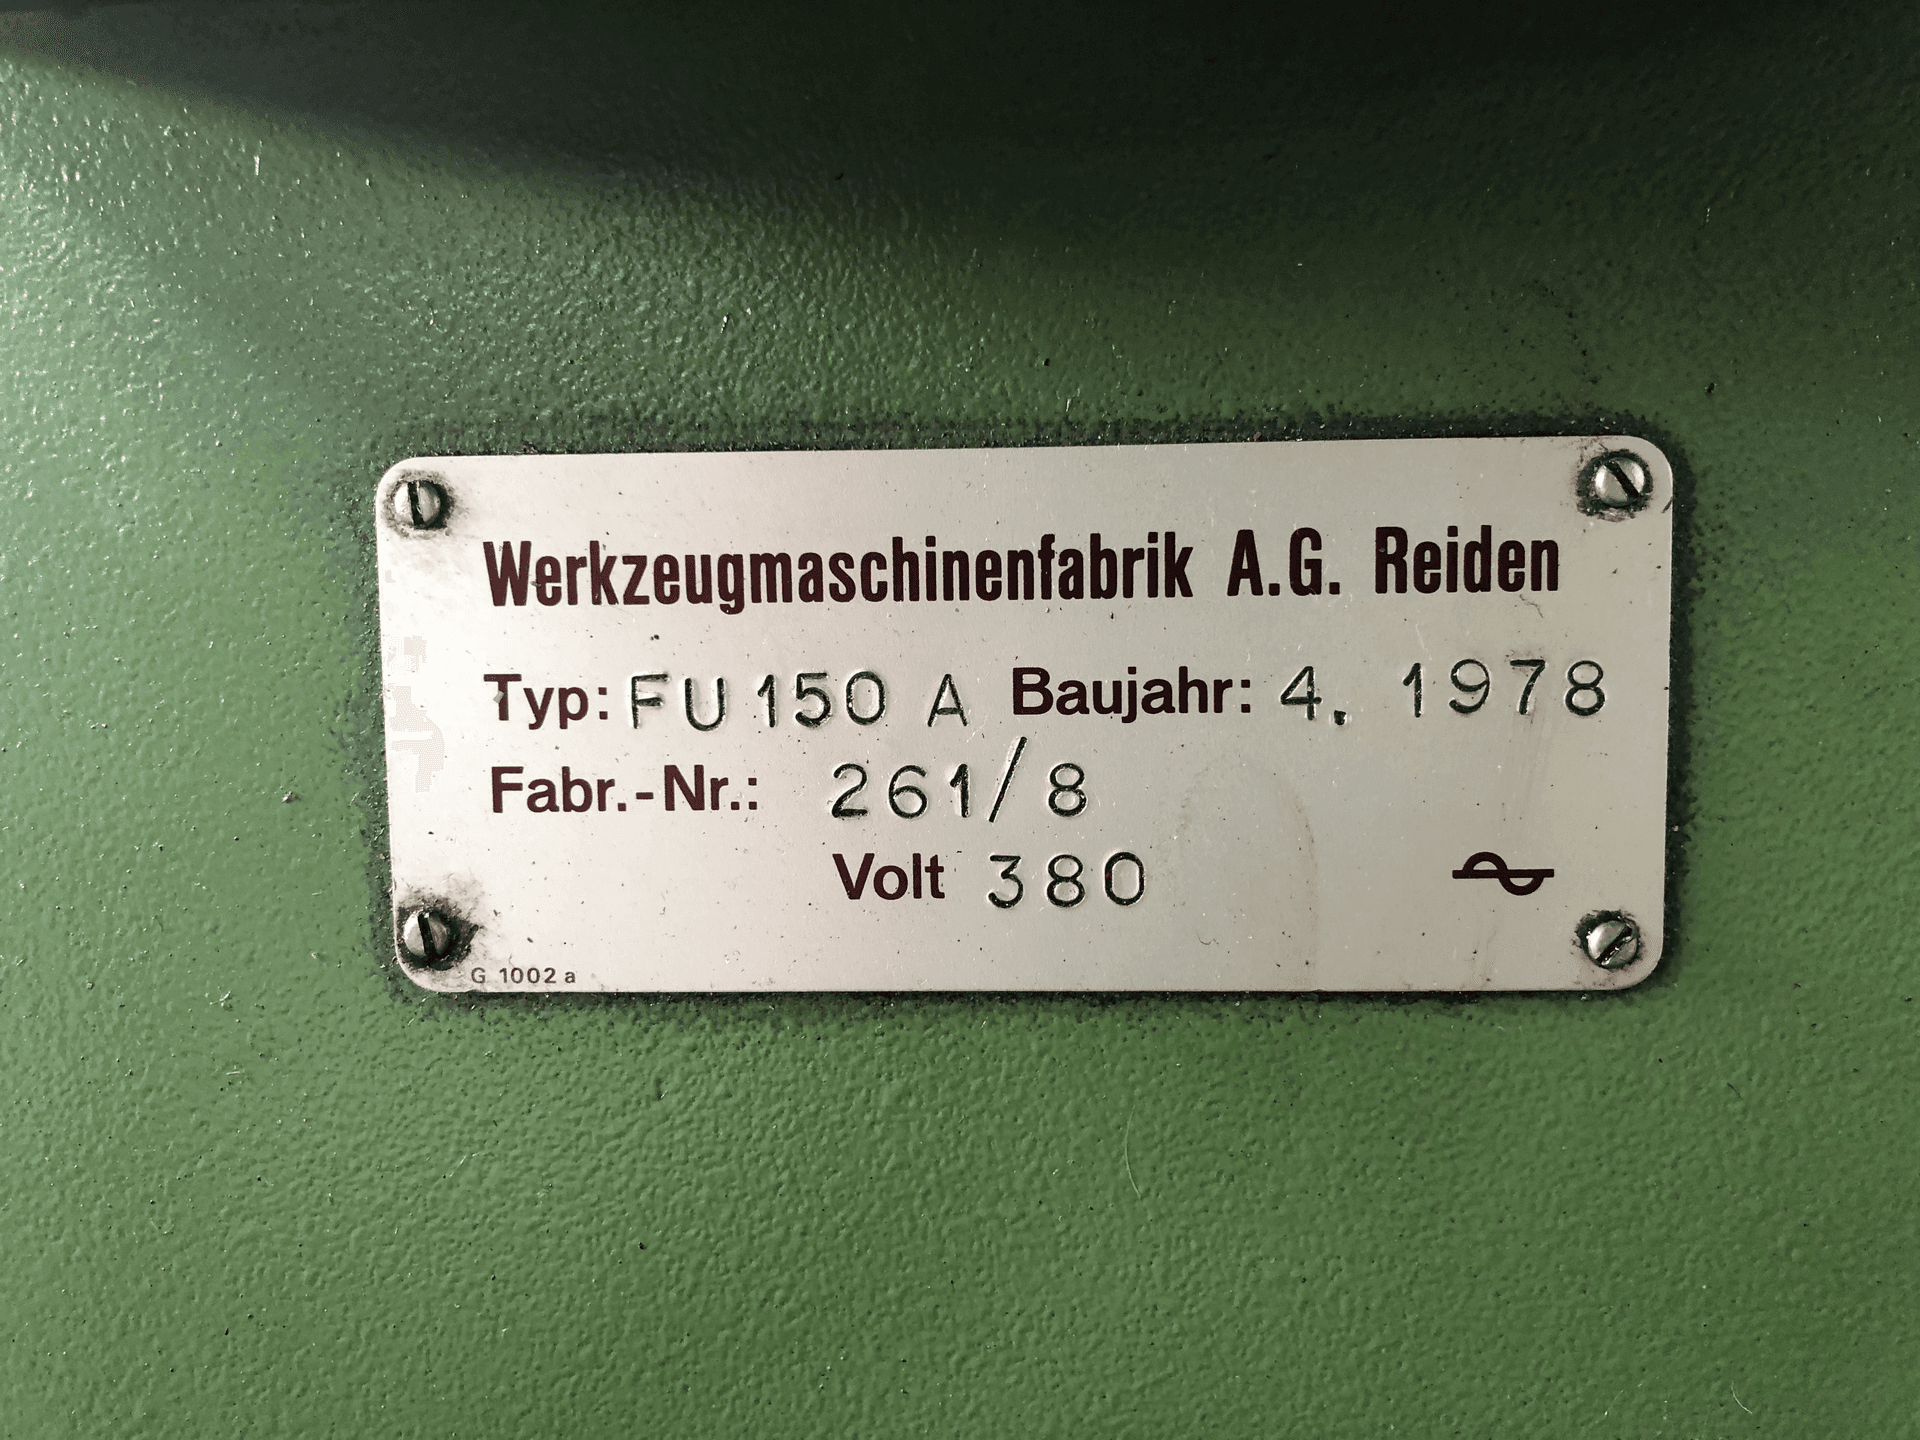 Werkzeugmaschinenfabrik A.G. Reiden
Typ: FU 150 A Baujahr: 4. 1978
Fabr.-Nr.: 261/8
Volt 380
G 1002 a